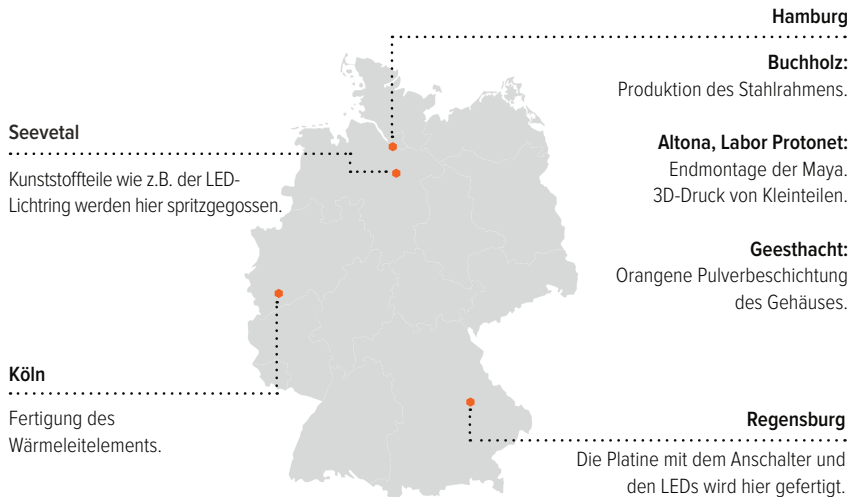 Hamburg
Buchholz:
Produktion des Stahlrahmens.
Altona, Labor Protonet:
Endmontage der Maya.
3D-Druck von Kleinteilen.
Geesthacht:
Orangene Pulverbeschichtung
des Gehäuses.
Seevetal
Kunststoffteile wie z.B. der LED-
Lichtring werden hier spritzgegossen.
Köln
Fertigung des
Wärmeleitelements.
Regensburg
Die Platine mit dem Anschalter und
den LEDs wird hier gefertigt.